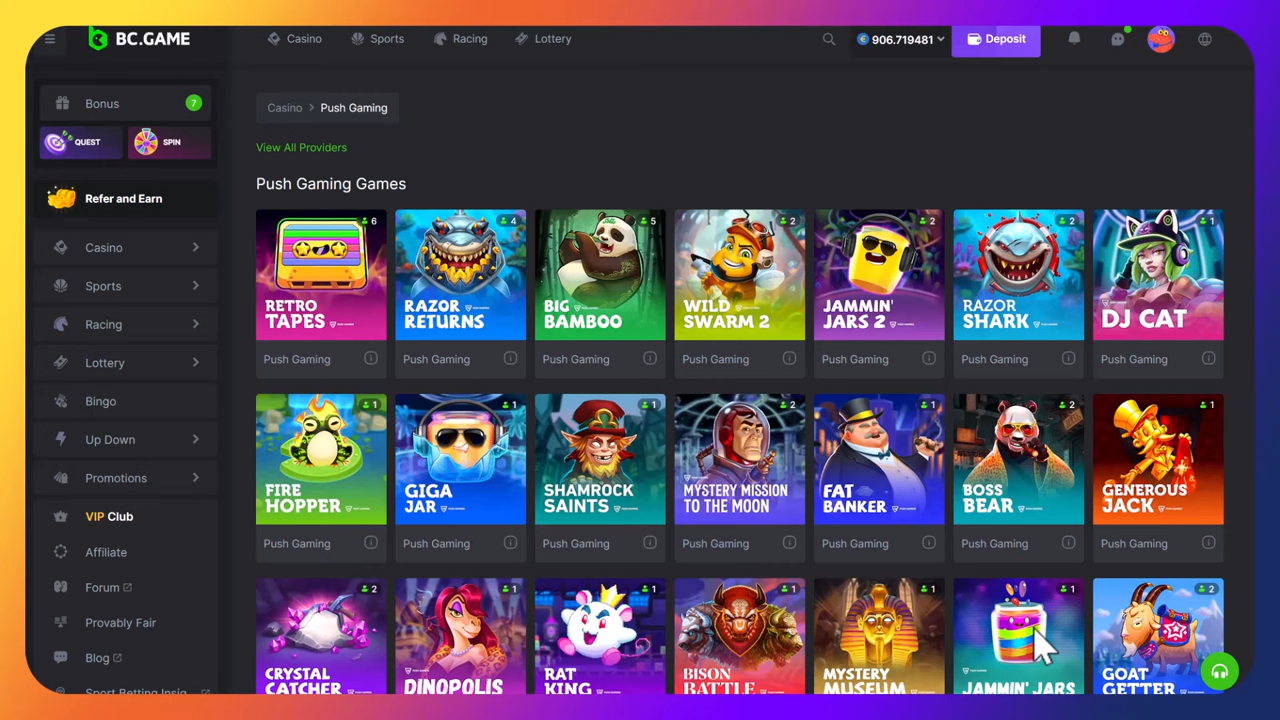 BC.GAME
Casino
Sports
Racing
Lottery
906.719481
Deposit
Bonus
7
QUEST
SPIN
Refer and Earn
Casino
Sports
Racing
Lottery
Bingo
Up Down
Promotions
VIP Club
Affiliate
Forum
Provably Fair
Blog
Sport Betting Insig
Casino > Push Gaming
View All Providers
Push Gaming Games
6
4
5
2
2
2
1
RETRO TAPES
RAZOR RETURNS
BIG BAMBOO
WILD SWARM 2
JAMMIN' JARS 2
RAZOR SHARK
DJ CAT
Push Gaming
Push Gaming
Push Gaming
Push Gaming
Push Gaming
Push Gaming
Push Gaming
1
1
1
2
1
2
1
FIRE HOPPER
GIGA JAR
SHAMROCK SAINTS
MYSTERY MISSION TO THE MOON
FAT BANKER
BOSS BEAR
GENEROUS JACK
Push Gaming
Push Gaming
Push Gaming
Push Gaming
Push Gaming
Push Gaming
Push Gaming
2
1
1
1
1
1
2
CRYSTAL CATCHER
DINOPOLIS
RAT KING
BISON BATTLE
MYSTERY MUSEUM
JAMMIN' JARS
GOAT GETTER